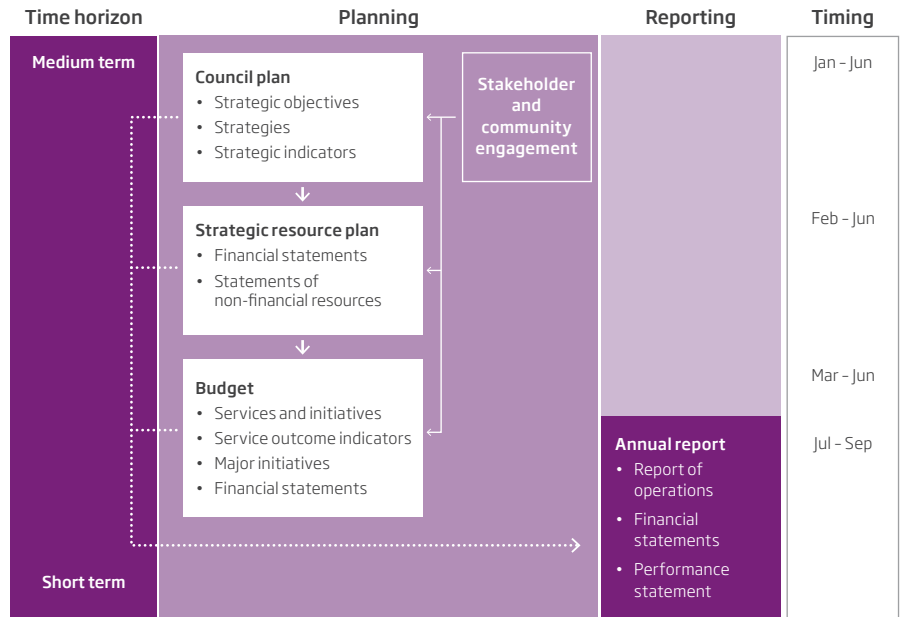 Time horizon
Planning
Reporting
Timing
Medium term
Council plan
• Strategic objectives
• Strategies
• Strategic indicators
Stakeholder
and
community
engagement
Jan – Jun
Strategic resource plan
• Financial statements
• Statements of
non-financial resources
Feb – Jun
Budget
• Services and initiatives
• Service outcome indicators
• Major initiatives
• Financial statements
Mar – Jun
Annual report
• Report of
operations
• Financial
statements
• Performance
statement
Jul – Sep
Short term